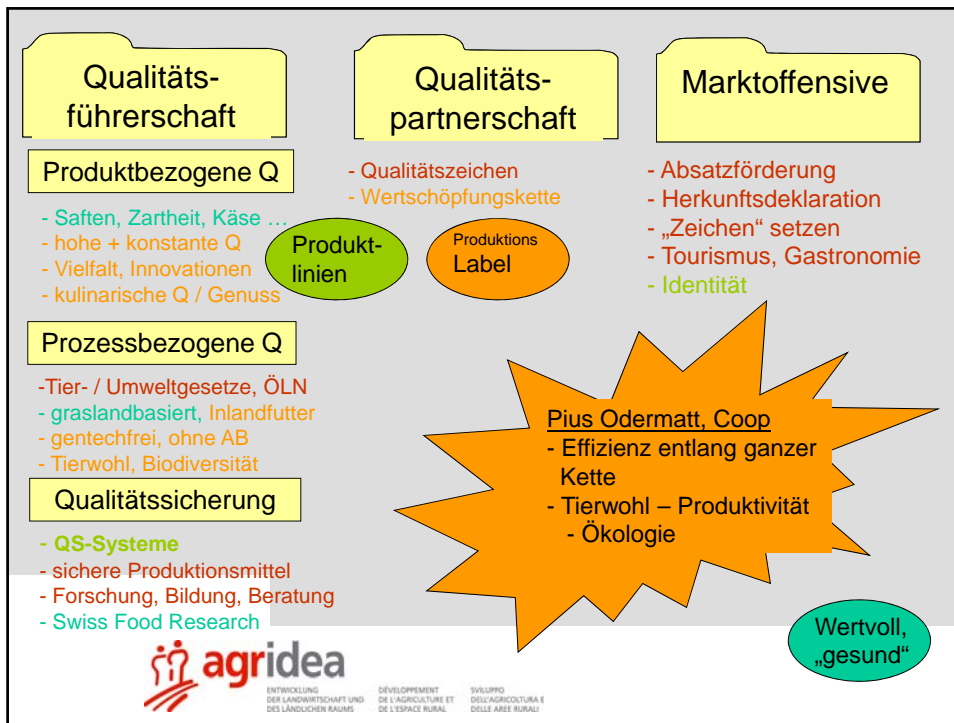 Qualitäts-
führerschaft
Produktbezogene Q
- Saften, Zartheit, Käse ...
- hohe + konstante Q
- Vielfalt, Innovationen
- kulinarische Q / Genuss
Prozessbezogene Q
-Tier- / Umweltgesetze, ÖLN
- graslandbasiert, Inlandfutter
- gentechfrei, ohne AB
- Tierwohl, Biodiversität
Qualitätssicherung
- QS-Systeme
- sichere Produktionsmittel
- Forschung, Bildung, Beratung
- Swiss Food Research
Qualitäts-
partnerschaft
- Qualitätszeichen
- Wertschöpfungskette
Produkt-
linien
Produktions
Label
Marktoffensive
- Absatzförderung
- Herkunftsdeklaration
- „Zeichen“ setzen
- Tourismus, Gastronomie
- Identität
Pius Odermatt, Coop
- Effizienz entlang ganzer
Kette
- Tierwohl – Produktivität
- Ökologie
Wertvoll,
„gesund“
agridea
ENTWICKLUNG
DER LANDWIRTSCHAFT UND
DES LÄNDLICHEN RAUMS
DÉVELOPPEMENT
DE L'AGRICULTURE ET
DE L'ESPACE RURAL
SVILUPPO
DELL'AGRICOLTURA E
DELLE AREE RURALI